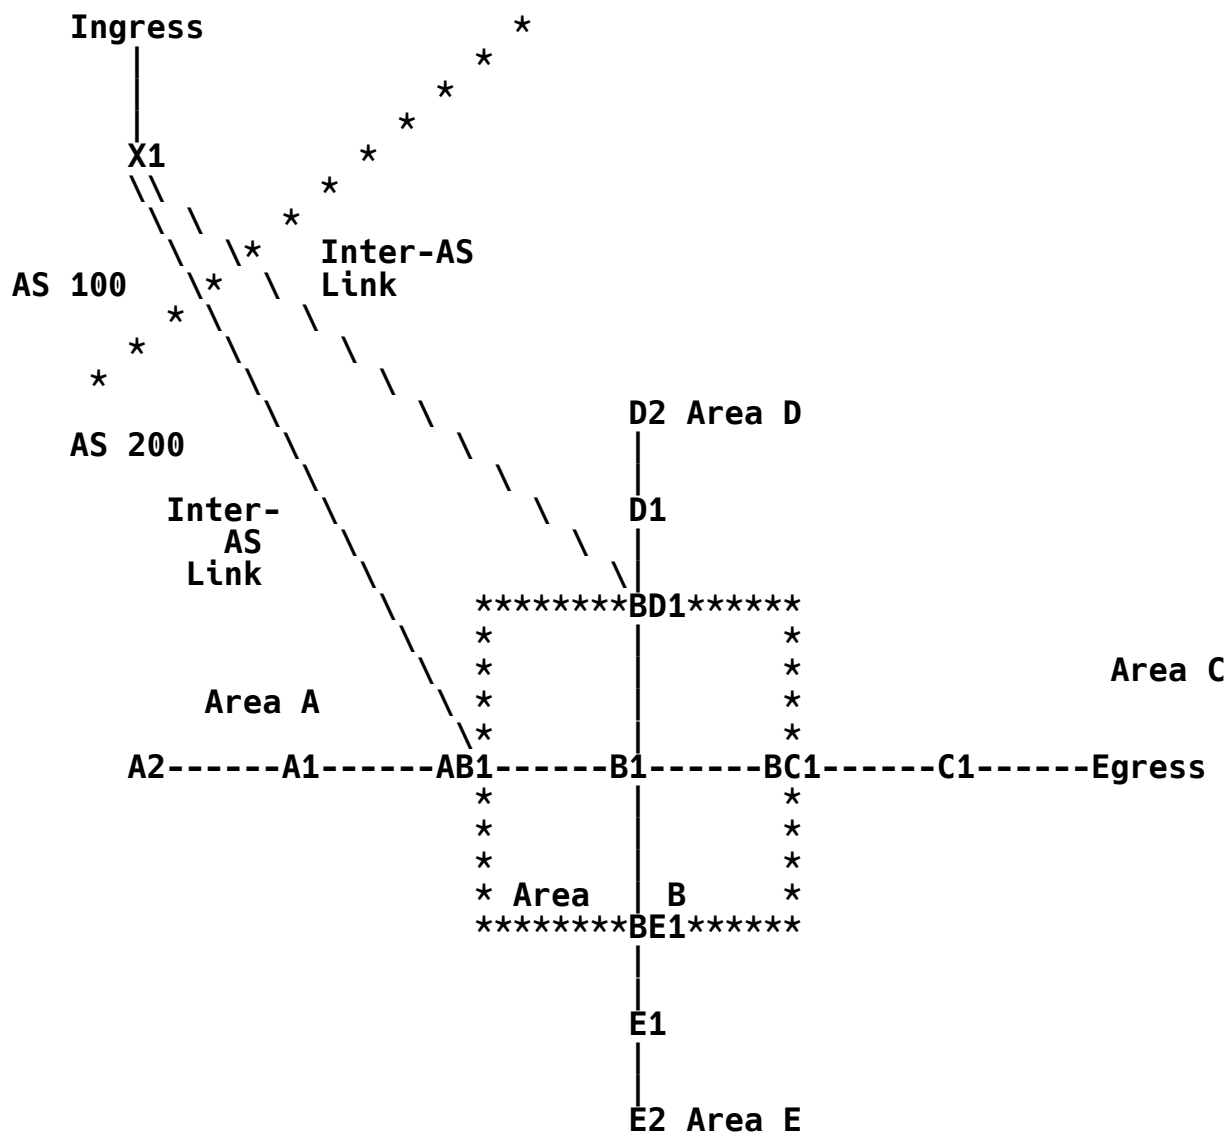 Ingress
X1
Inter-AS
Link
AS 100
AS 200
D2 Area D
Inter-
AS
Link
D1
********BD1******
Area C
Area A
A2------A1------AB1------B1------BC1------C1------Egress
* Area B *
********BE1******
E1
E2 Area E